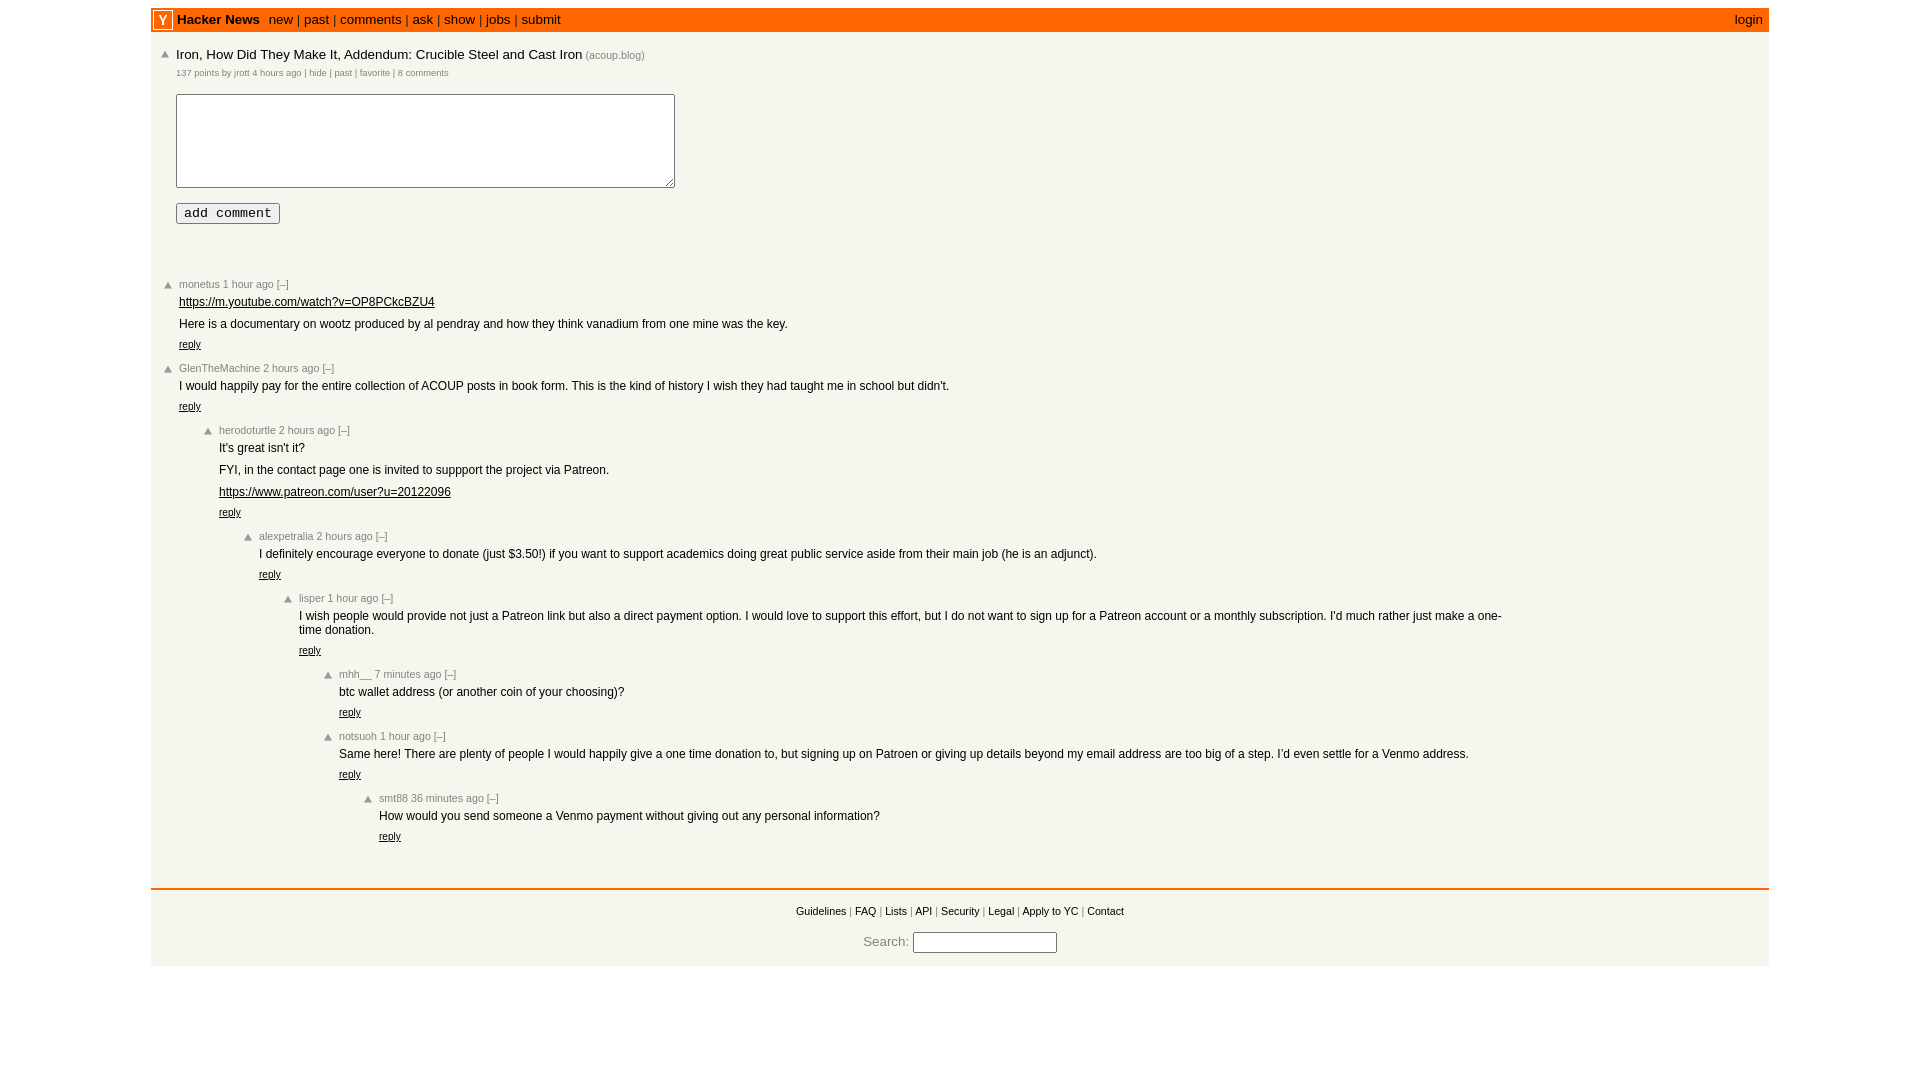 Y Hacker News new | past | comments | ask | show | jobs | submit login
Iron, How Did They Make It, Addendum: Crucible Steel and Cast Iron (acoup.blog)
137 points by jrott 4 hours ago | hide | past | favorite | 8 comments
add comment
monetus 1 hour ago [–]
https://m.youtube.com/watch?v=OP8PCkcBZU4
Here is a documentary on wootz produced by al pendray and how they think vanadium from one mine was the key.
reply
GlenTheMachine 2 hours ago [–]
I would happily pay for the entire collection of ACOUP posts in book form. This is the kind of history I wish they had taught me in school but didn't.
reply
herodoturtle 2 hours ago [–]
It's great isn't it?
FYI, in the contact page one is invited to suppport the project via Patreon.
https://www.patreon.com/user?u=20122096
reply
alexpetralia 2 hours ago [–]
I definitely encourage everyone to donate (just $3.50!) if you want to support academics doing great public service aside from their main job (he is an adjunct).
reply
lisper 1 hour ago [–]
I wish people would provide not just a Patreon link but also a direct payment option. I would love to support this effort, but I do not want to sign up for a Patreon account or a monthly subscription. I'd much rather just make a one-
time donation.
reply
mhh__ 7 minutes ago [–]
btc wallet address (or another coin of your choosing)?
reply
notsuoh 1 hour ago [–]
Same here! There are plenty of people I would happily give a one time donation to, but signing up on Patroen or giving up details beyond my email address are too big of a step. I’d even settle for a Venmo address.
reply
smt88 36 minutes ago [–]
How would you send someone a Venmo payment without giving out any personal information?
reply
Guidelines | FAQ | Lists | API | Security | Legal | Apply to YC | Contact
Search: